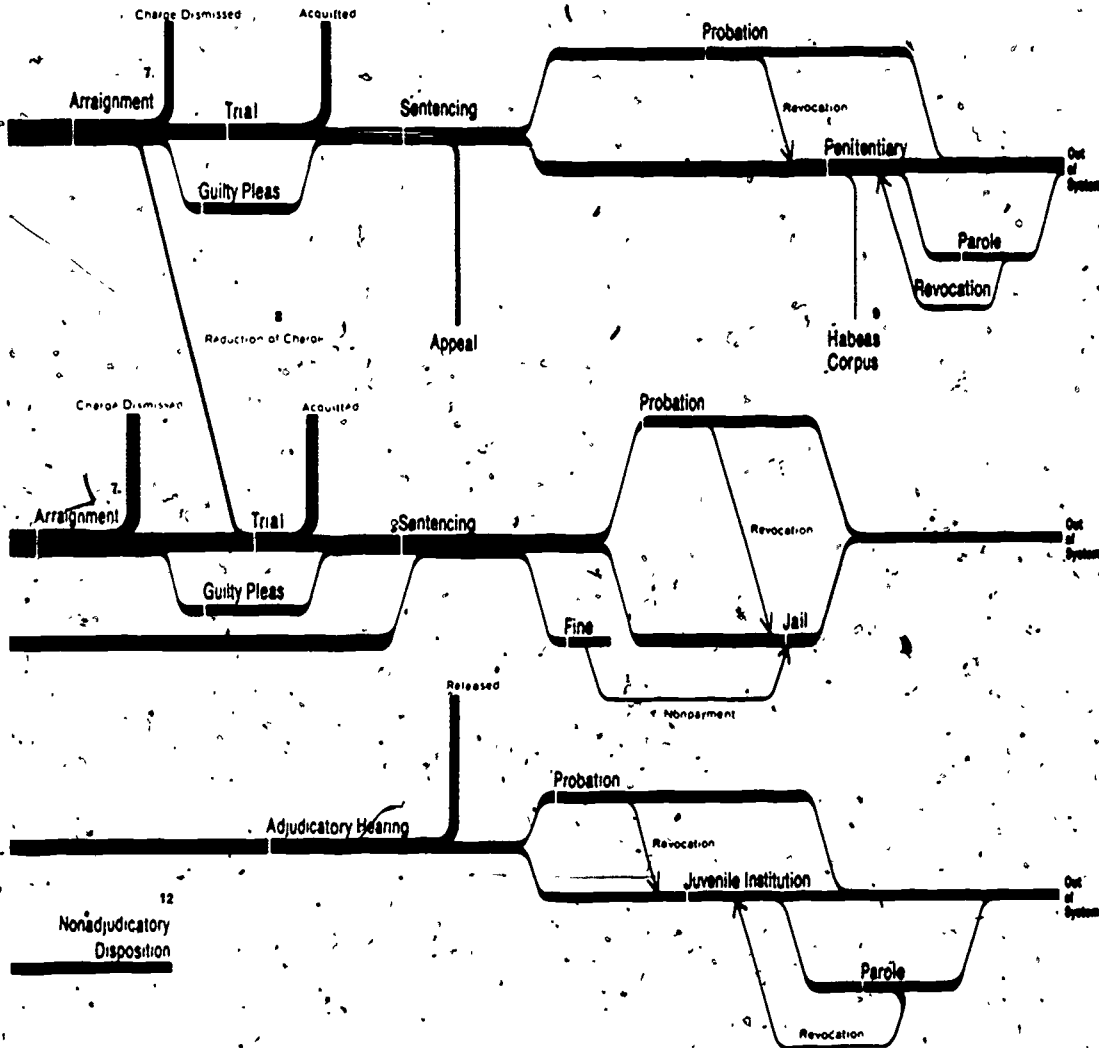 Charge Dismissed
Acquitted
Probation
7.
Arraignment
Trial
Sentencing
Revocation
Penitentiary
Out
of
System
Guilty Pleas
Parole
Revocation
8
Reduction of Charge
Appeal
9
Habeas
Corpus
Charge Dismissed
Acquitted
Probation
7.
Arraignment
Trial
Sentencing
Revocation
Out
of
System
Guilty Pleas
Fine
Jail
Released
Nonpayment
Probation
Adjudicatory Hearing
Revocation
Juvenile Institution
Out
of
System
12
Nonadjudicatory
Disposition
Parole
Revocation